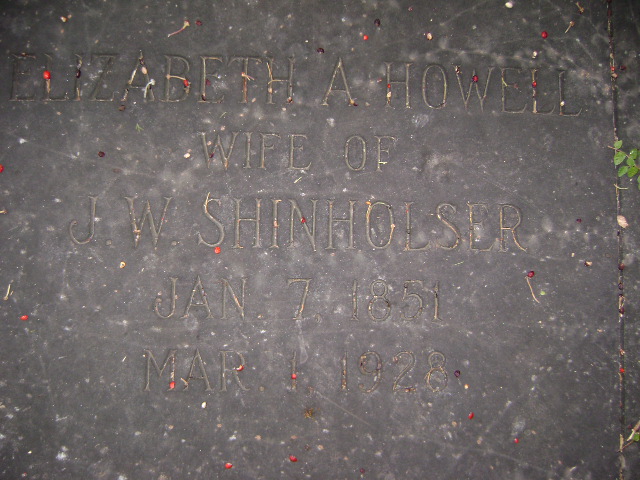 ELIZABETH A. HOWELL
WIFE OF
J. W. SHINHOLSER
JAN. 7, 1851
MAR. 1, 1928